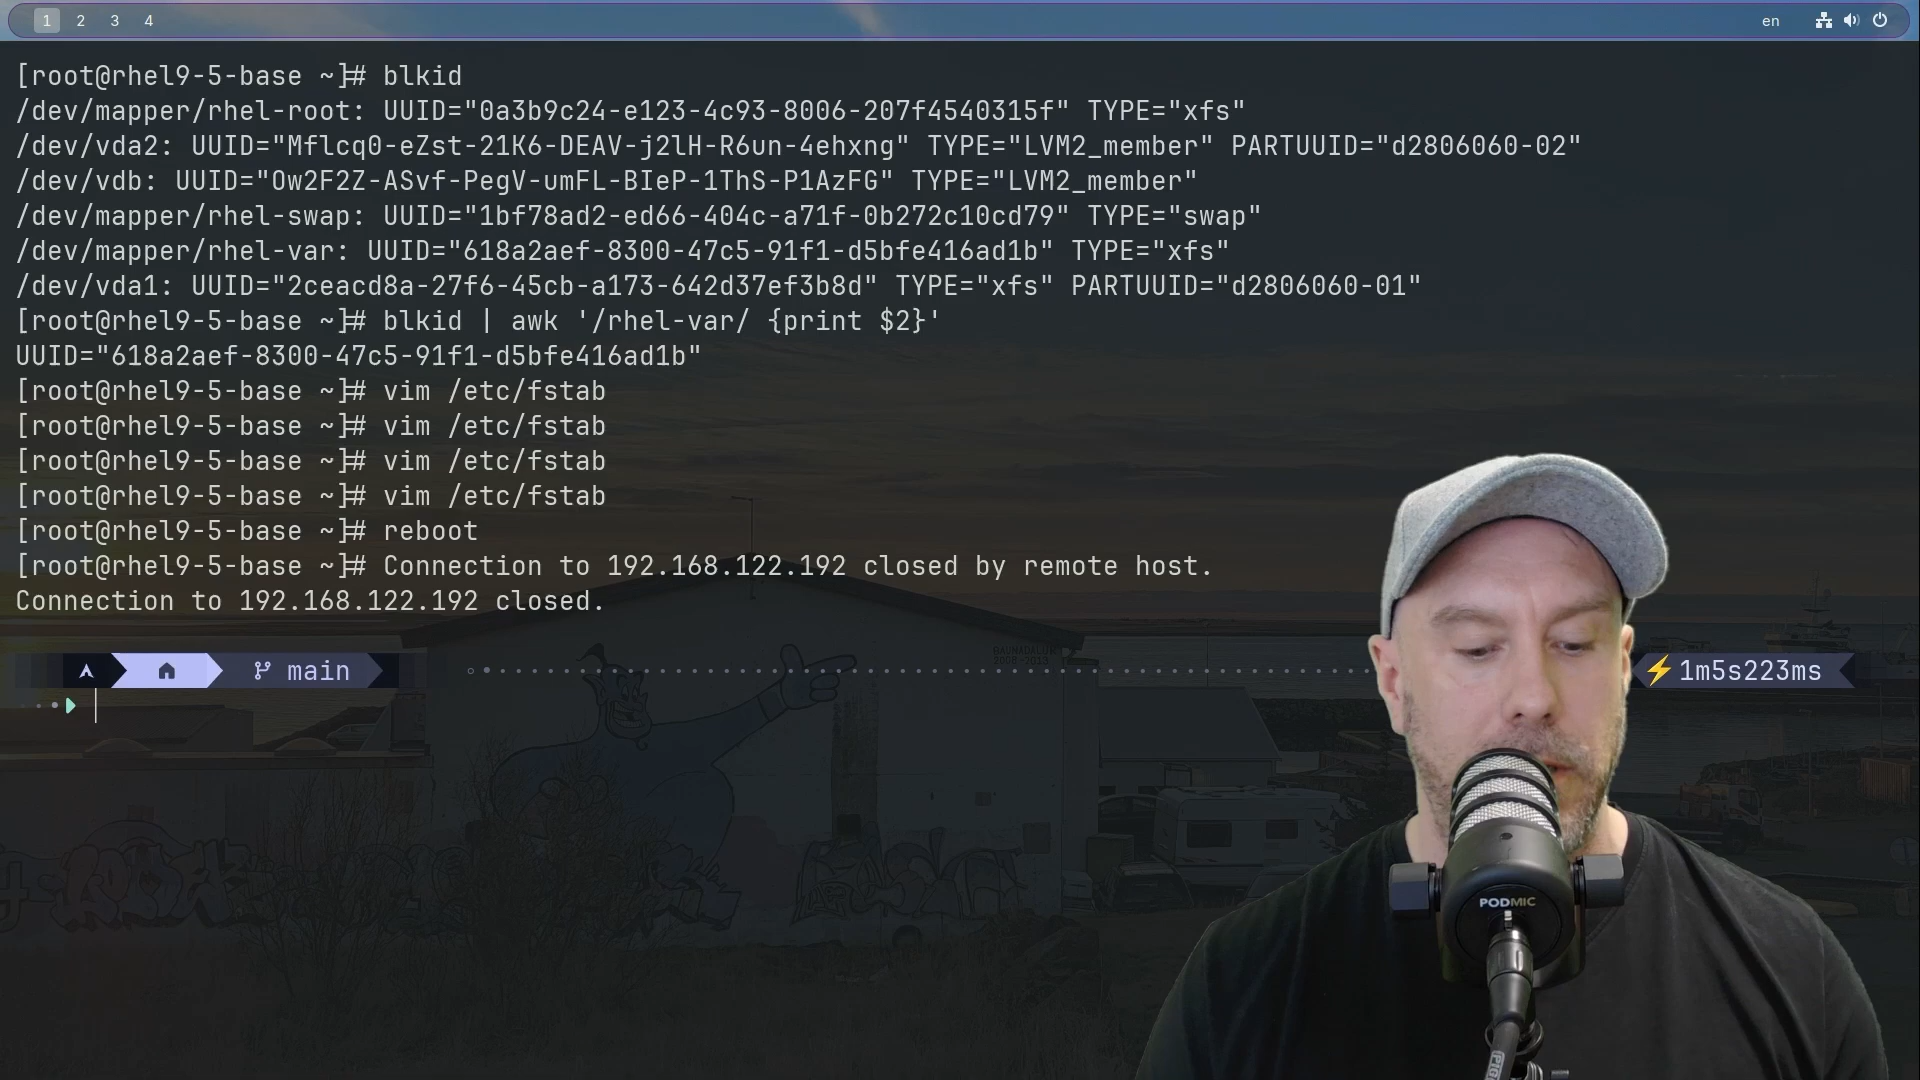 1 2 3 4 en
[root@rhel9-5-base ~]# blkid
/dev/mapper/rhel-root: UUID="0a3b9c24-e123-4c93-8006-207f4540315f" TYPE="xfs"
/dev/vda2: UUID="Mflcq0-eZst-21K6-DEAV-j2lH-R6un-4ehxng" TYPE="LVM2_member" PARTUUID="d2806060-02"
/dev/vdb: UUID="Ow2F2Z-ASvf-PegV-umFL-BIeP-1ThS-P1AzFG" TYPE="LVM2_member"
/dev/mapper/rhel-swap: UUID="1bf78ad2-ed66-404c-a71f-0b272c10cd79" TYPE="swap"
/dev/mapper/rhel-var: UUID="618a2aef-8300-47c5-91f1-d5bfe416ad1b" TYPE="xfs"
/dev/vda1: UUID="2ceacd8a-27f6-45cb-a173-642d37ef3b8d" TYPE="xfs" PARTUUID="d2806060-01"
[root@rhel9-5-base ~]# blkid | awk '/rhel-var/ {print $2}'
UUID="618a2aef-8300-47c5-91f1-d5bfe416ad1b"
[root@rhel9-5-base ~]# vim /etc/fstab
[root@rhel9-5-base ~]# vim /etc/fstab
[root@rhel9-5-base ~]# vim /etc/fstab
[root@rhel9-5-base ~]# vim /etc/fstab
[root@rhel9-5-base ~]# reboot
[root@rhel9-5-base ~]# Connection to 192.168.122.192 closed by remote host.
Connection to 192.168.122.192 closed.
main 1m5s223ms
PODMIC